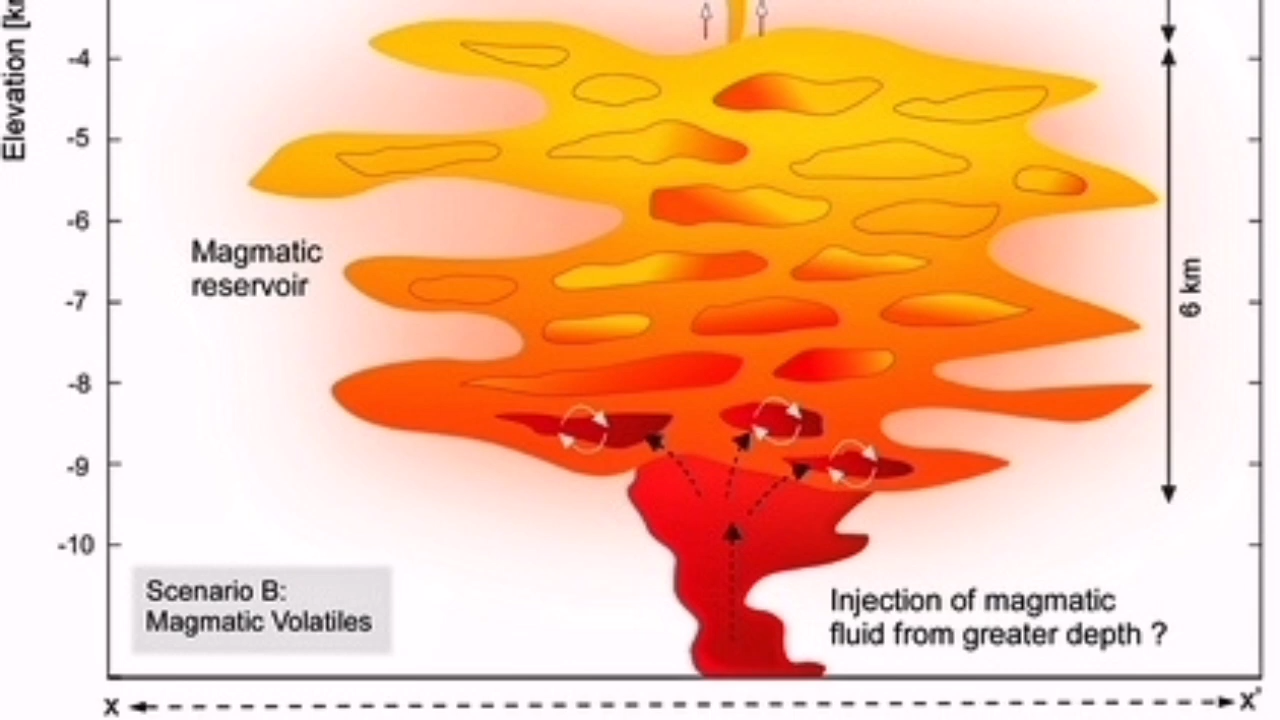 Elevation [k
-4
-5
-6
Magmatic
reservoir
-7
6 km
-8
-9
-10
Scenario B:
Magmatic Volatiles
Injection of magmatic
fluid from greater depth ?
X
X'